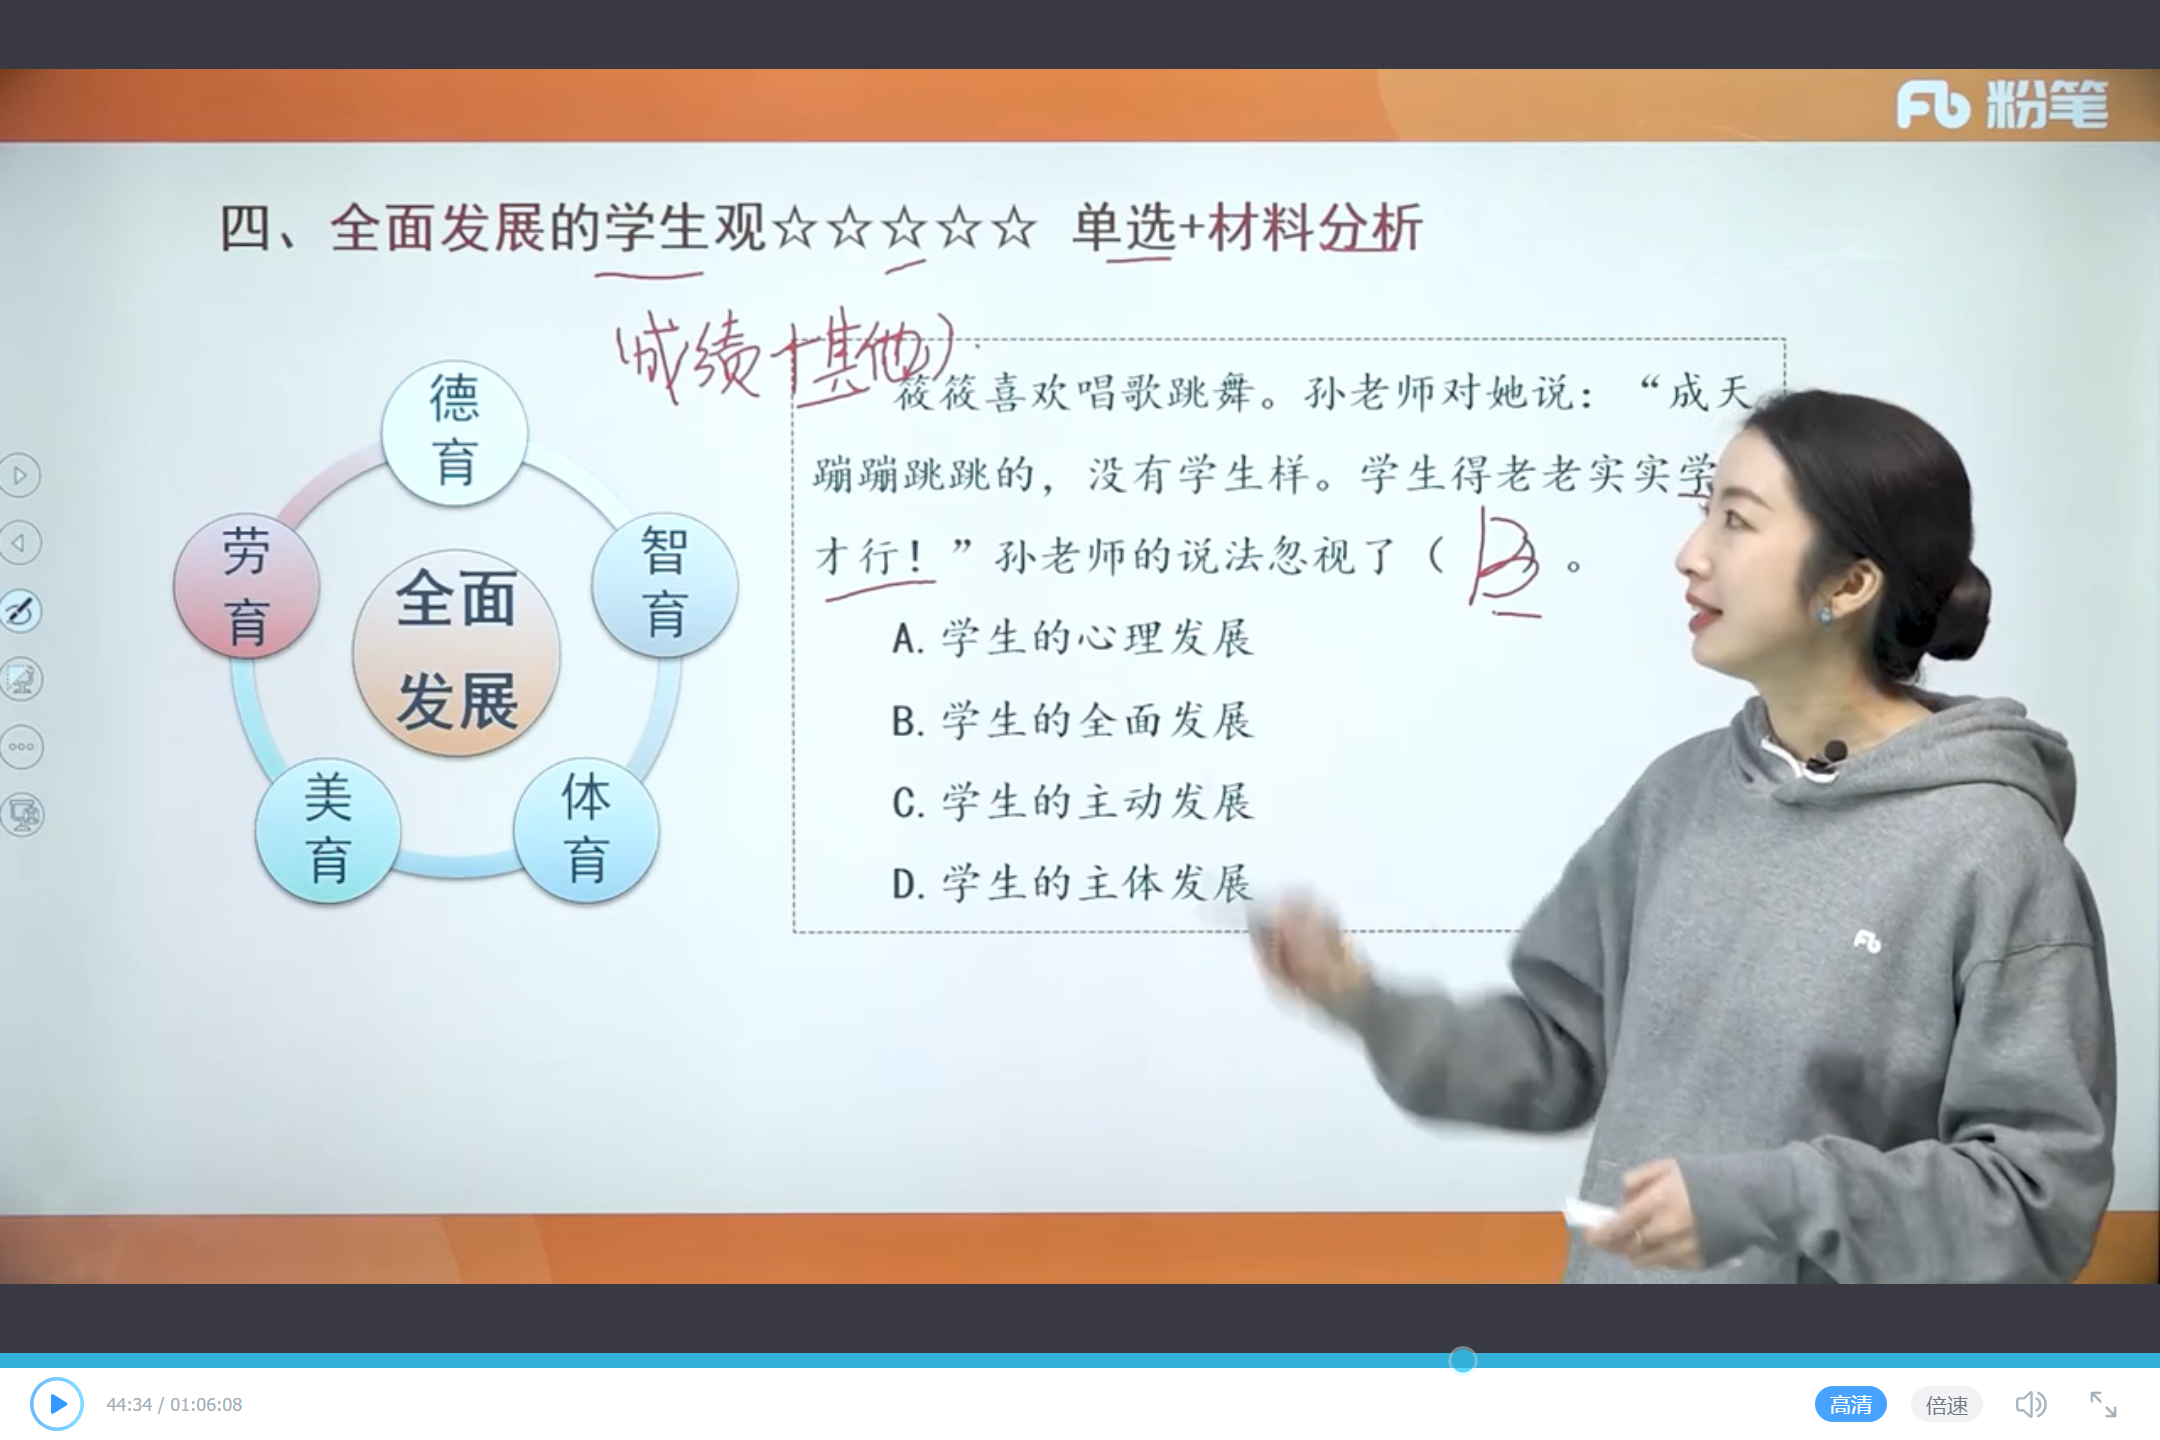 粉笔
四、全面发展的学生观☆☆☆☆☆ 单选+材料分析
(成绩+其他)
德育
智育
体育
美育
劳育
全面
发展
筱筱喜欢唱歌跳舞。孙老师对她说：“成天
蹦蹦跳跳的，没有学生样。学生得老老实实学
才行！”孙老师的说法忽视了（B）。
A. 学生的心理发展
B. 学生的全面发展
C. 学生的主动发展
D. 学生的主体发展
44:34 / 01:06:08
高清
倍速